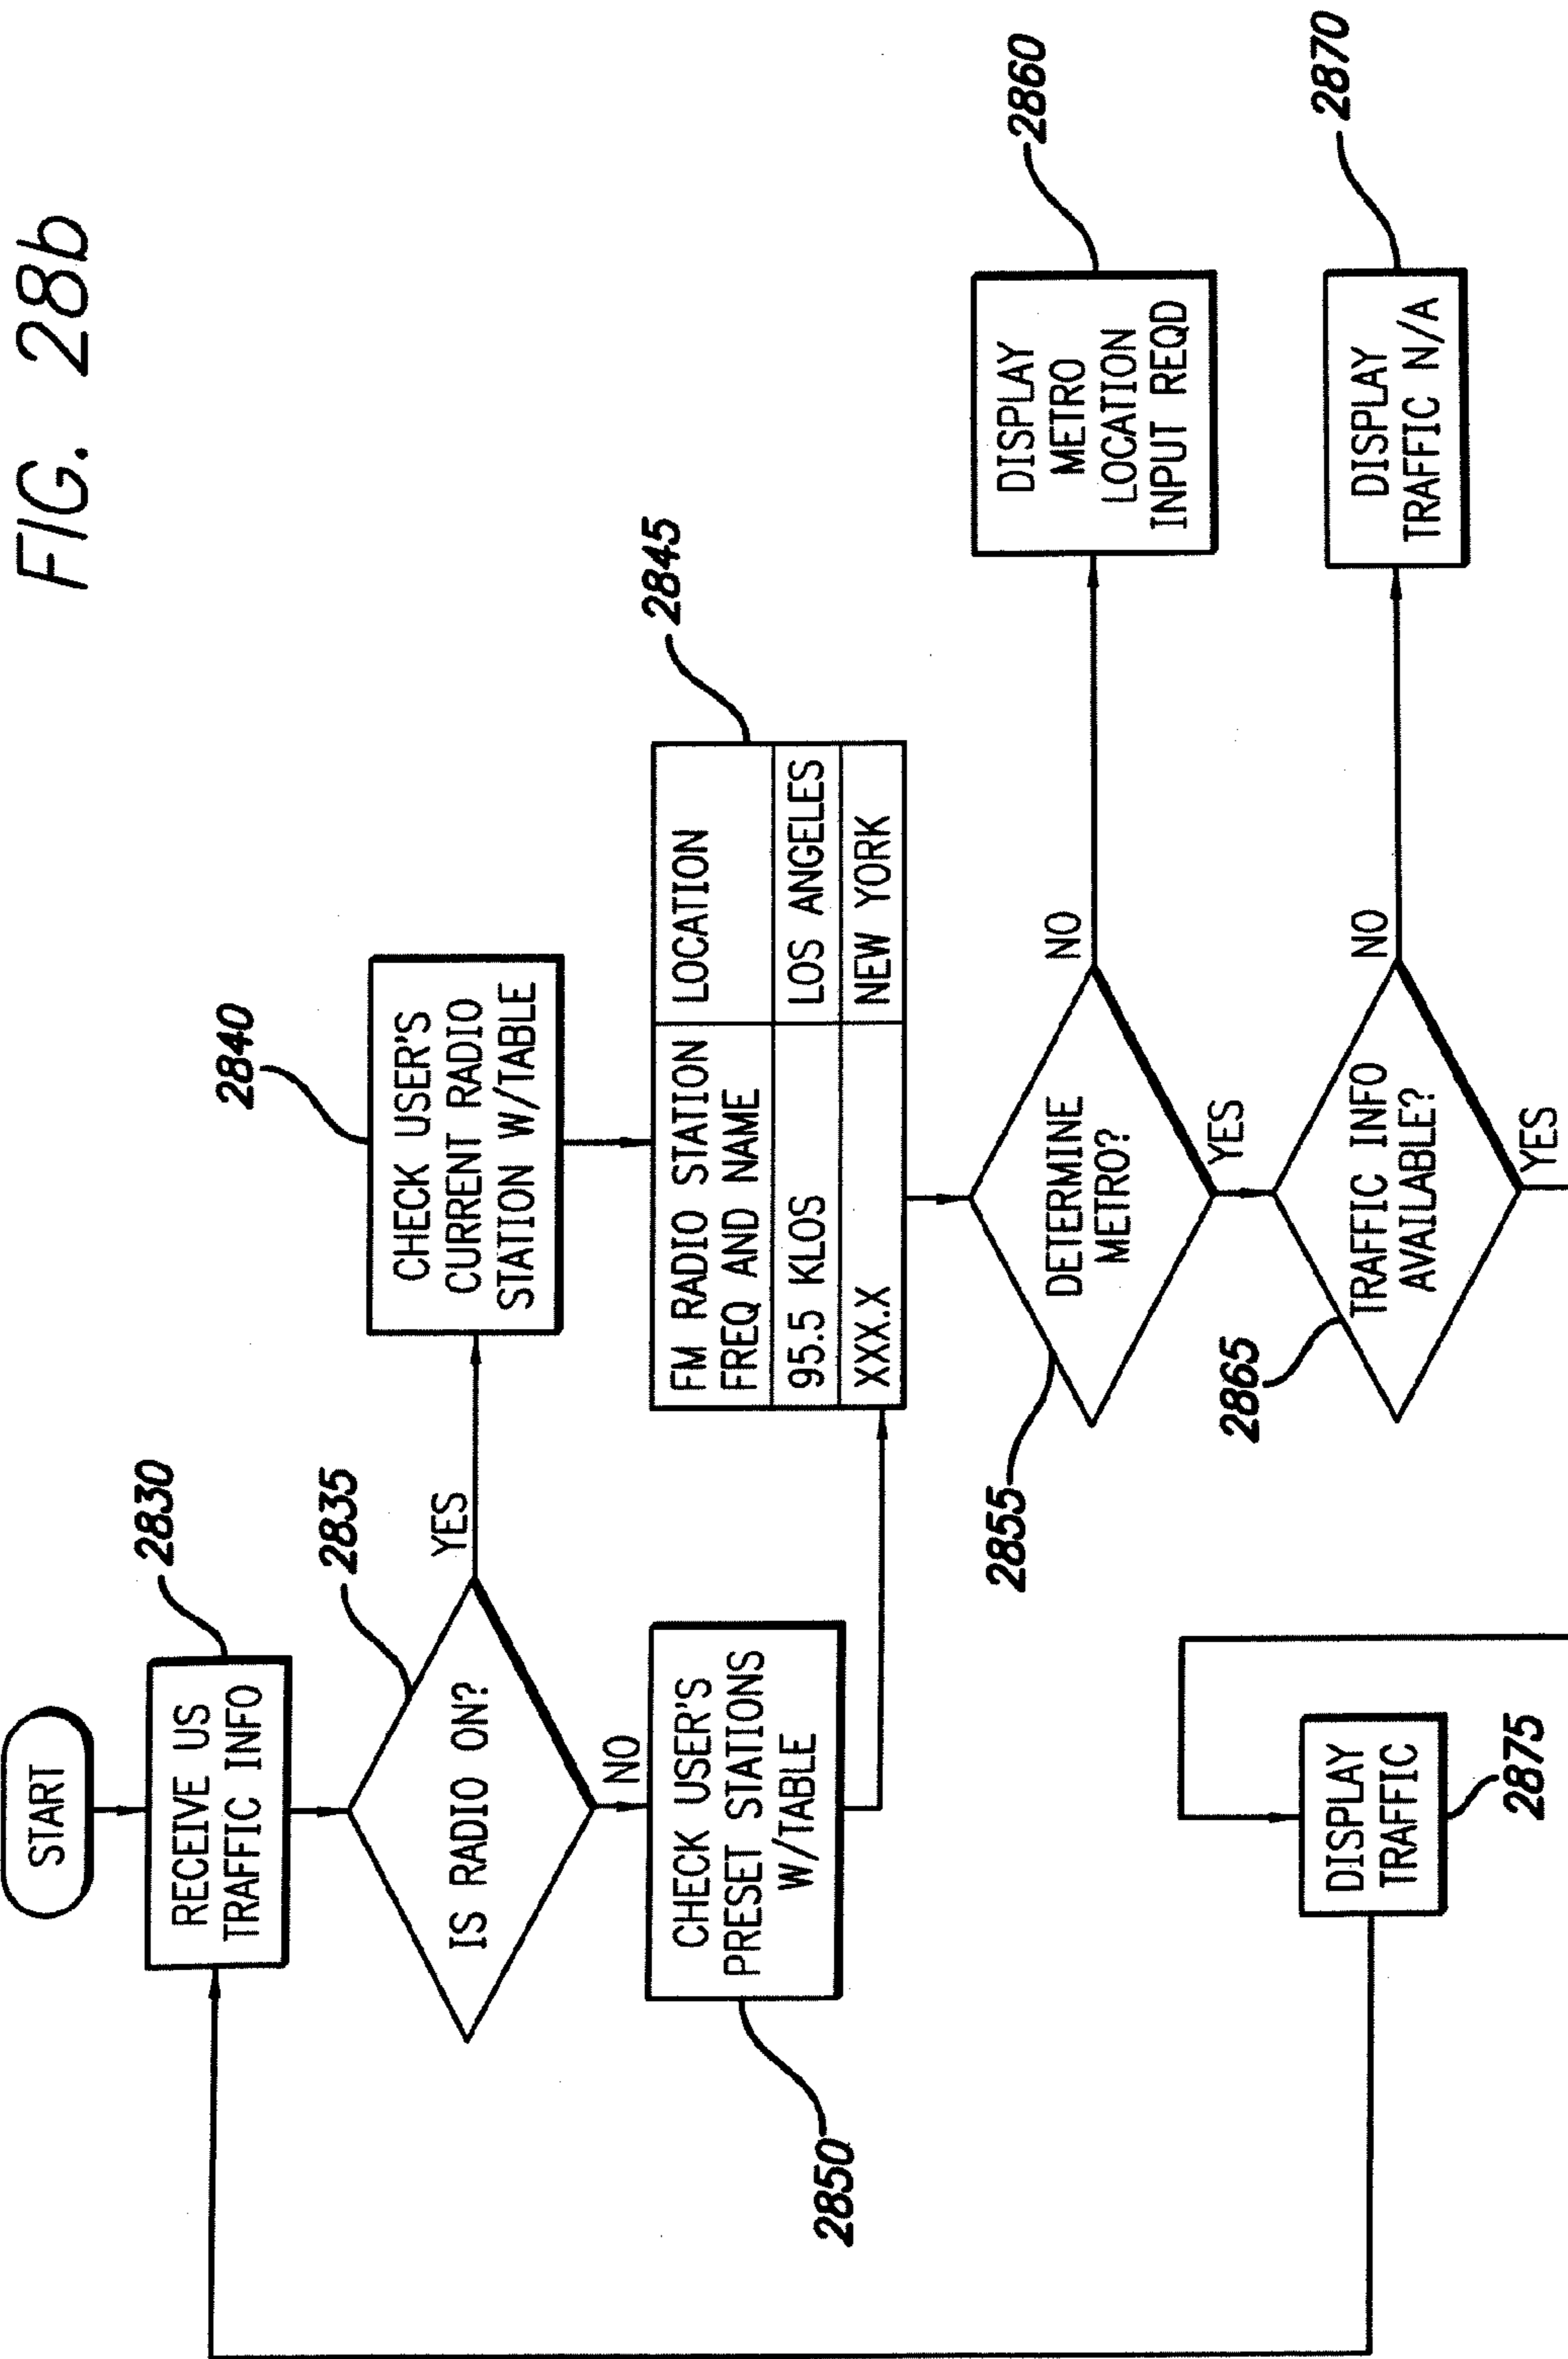 FIG. 28b
START
RECEIVE US
TRAFFIC INFO
2830
IS RADIO ON?
2835
YES
NO
CHECK USER'S
CURRENT RADIO
STATION W/TABLE
2840
CHECK USER'S
PRESET STATIONS
W/TABLE
2850
FM RADIO STATION
FREQ AND NAME
LOCATION
95.5 KLOS
LOS ANGELES
XXX.X
NEW YORK
2845
DETERMINE
METRO?
2855
NO
YES
DISPLAY
METRO
LOCATION
INPUT REQD
2860
TRAFFIC INFO
AVAILABLE?
2865
NO
YES
DISPLAY
TRAFFIC N/A
2870
DISPLAY
TRAFFIC
2875